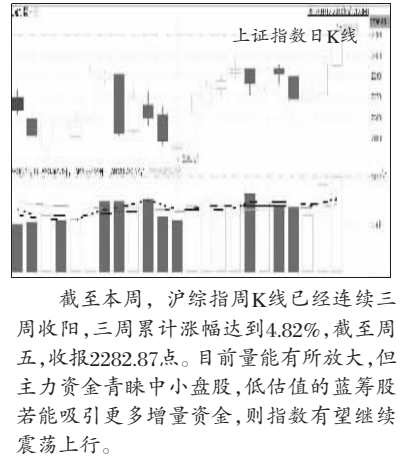 上证指数日K线
截至本周，沪综指周K线已经连续三
周收阳，三周累计涨幅达到4.82%，截至周
五，收报2282.87点。目前量能有所放大，但
主力资金青睐中小盘股，低估值的蓝筹股
若能吸引更多增量资金，则指数有望继续
震荡上行。